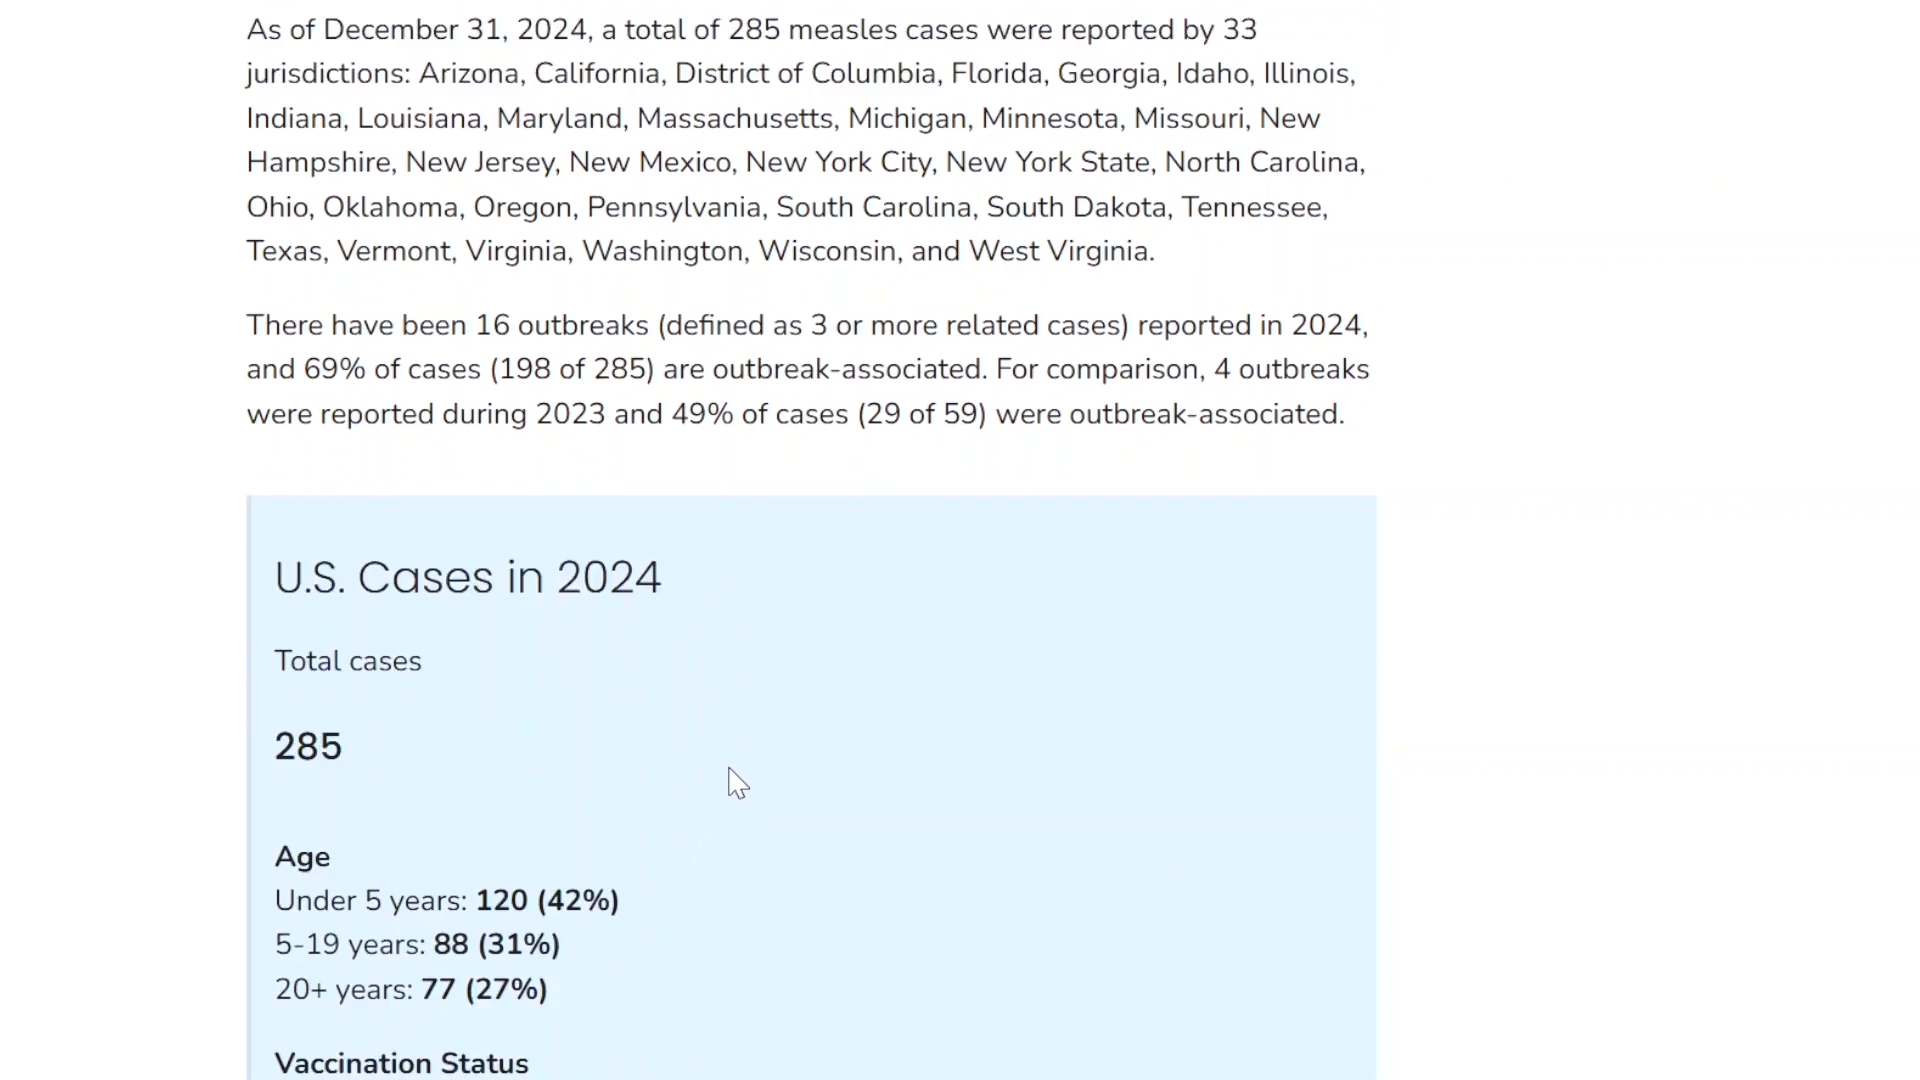 As of December 31, 2024, a total of 285 measles cases were reported by 33
jurisdictions: Arizona, California, District of Columbia, Florida, Georgia, Idaho, Illinois,
Indiana, Louisiana, Maryland, Massachusetts, Michigan, Minnesota, Missouri, New
Hampshire, New Jersey, New Mexico, New York City, New York State, North Carolina,
Ohio, Oklahoma, Oregon, Pennsylvania, South Carolina, South Dakota, Tennessee,
Texas, Vermont, Virginia, Washington, Wisconsin, and West Virginia.
There have been 16 outbreaks (defined as 3 or more related cases) reported in 2024,
and 69% of cases (198 of 285) are outbreak-associated. For comparison, 4 outbreaks
were reported during 2023 and 49% of cases (29 of 59) were outbreak-associated.
U.S. Cases in 2024
Total cases
285
Age
Under 5 years: 120 (42%)
5-19 years: 88 (31%)
20+ years: 77 (27%)
Vaccination Status